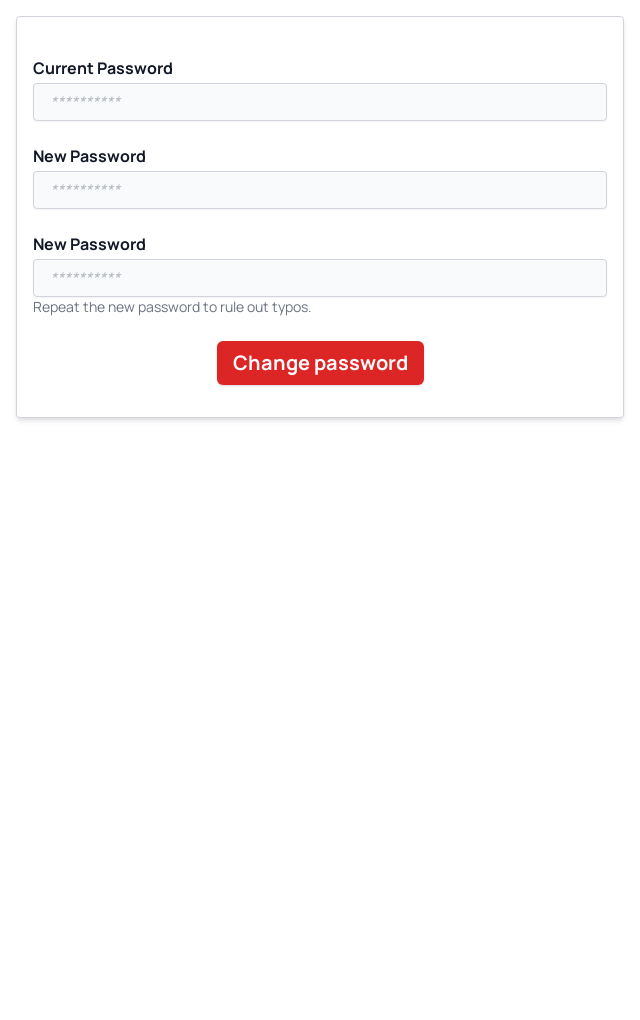 Current Password
**********
New Password
**********
New Password
**********
Repeat the new password to rule out typos.
Change password